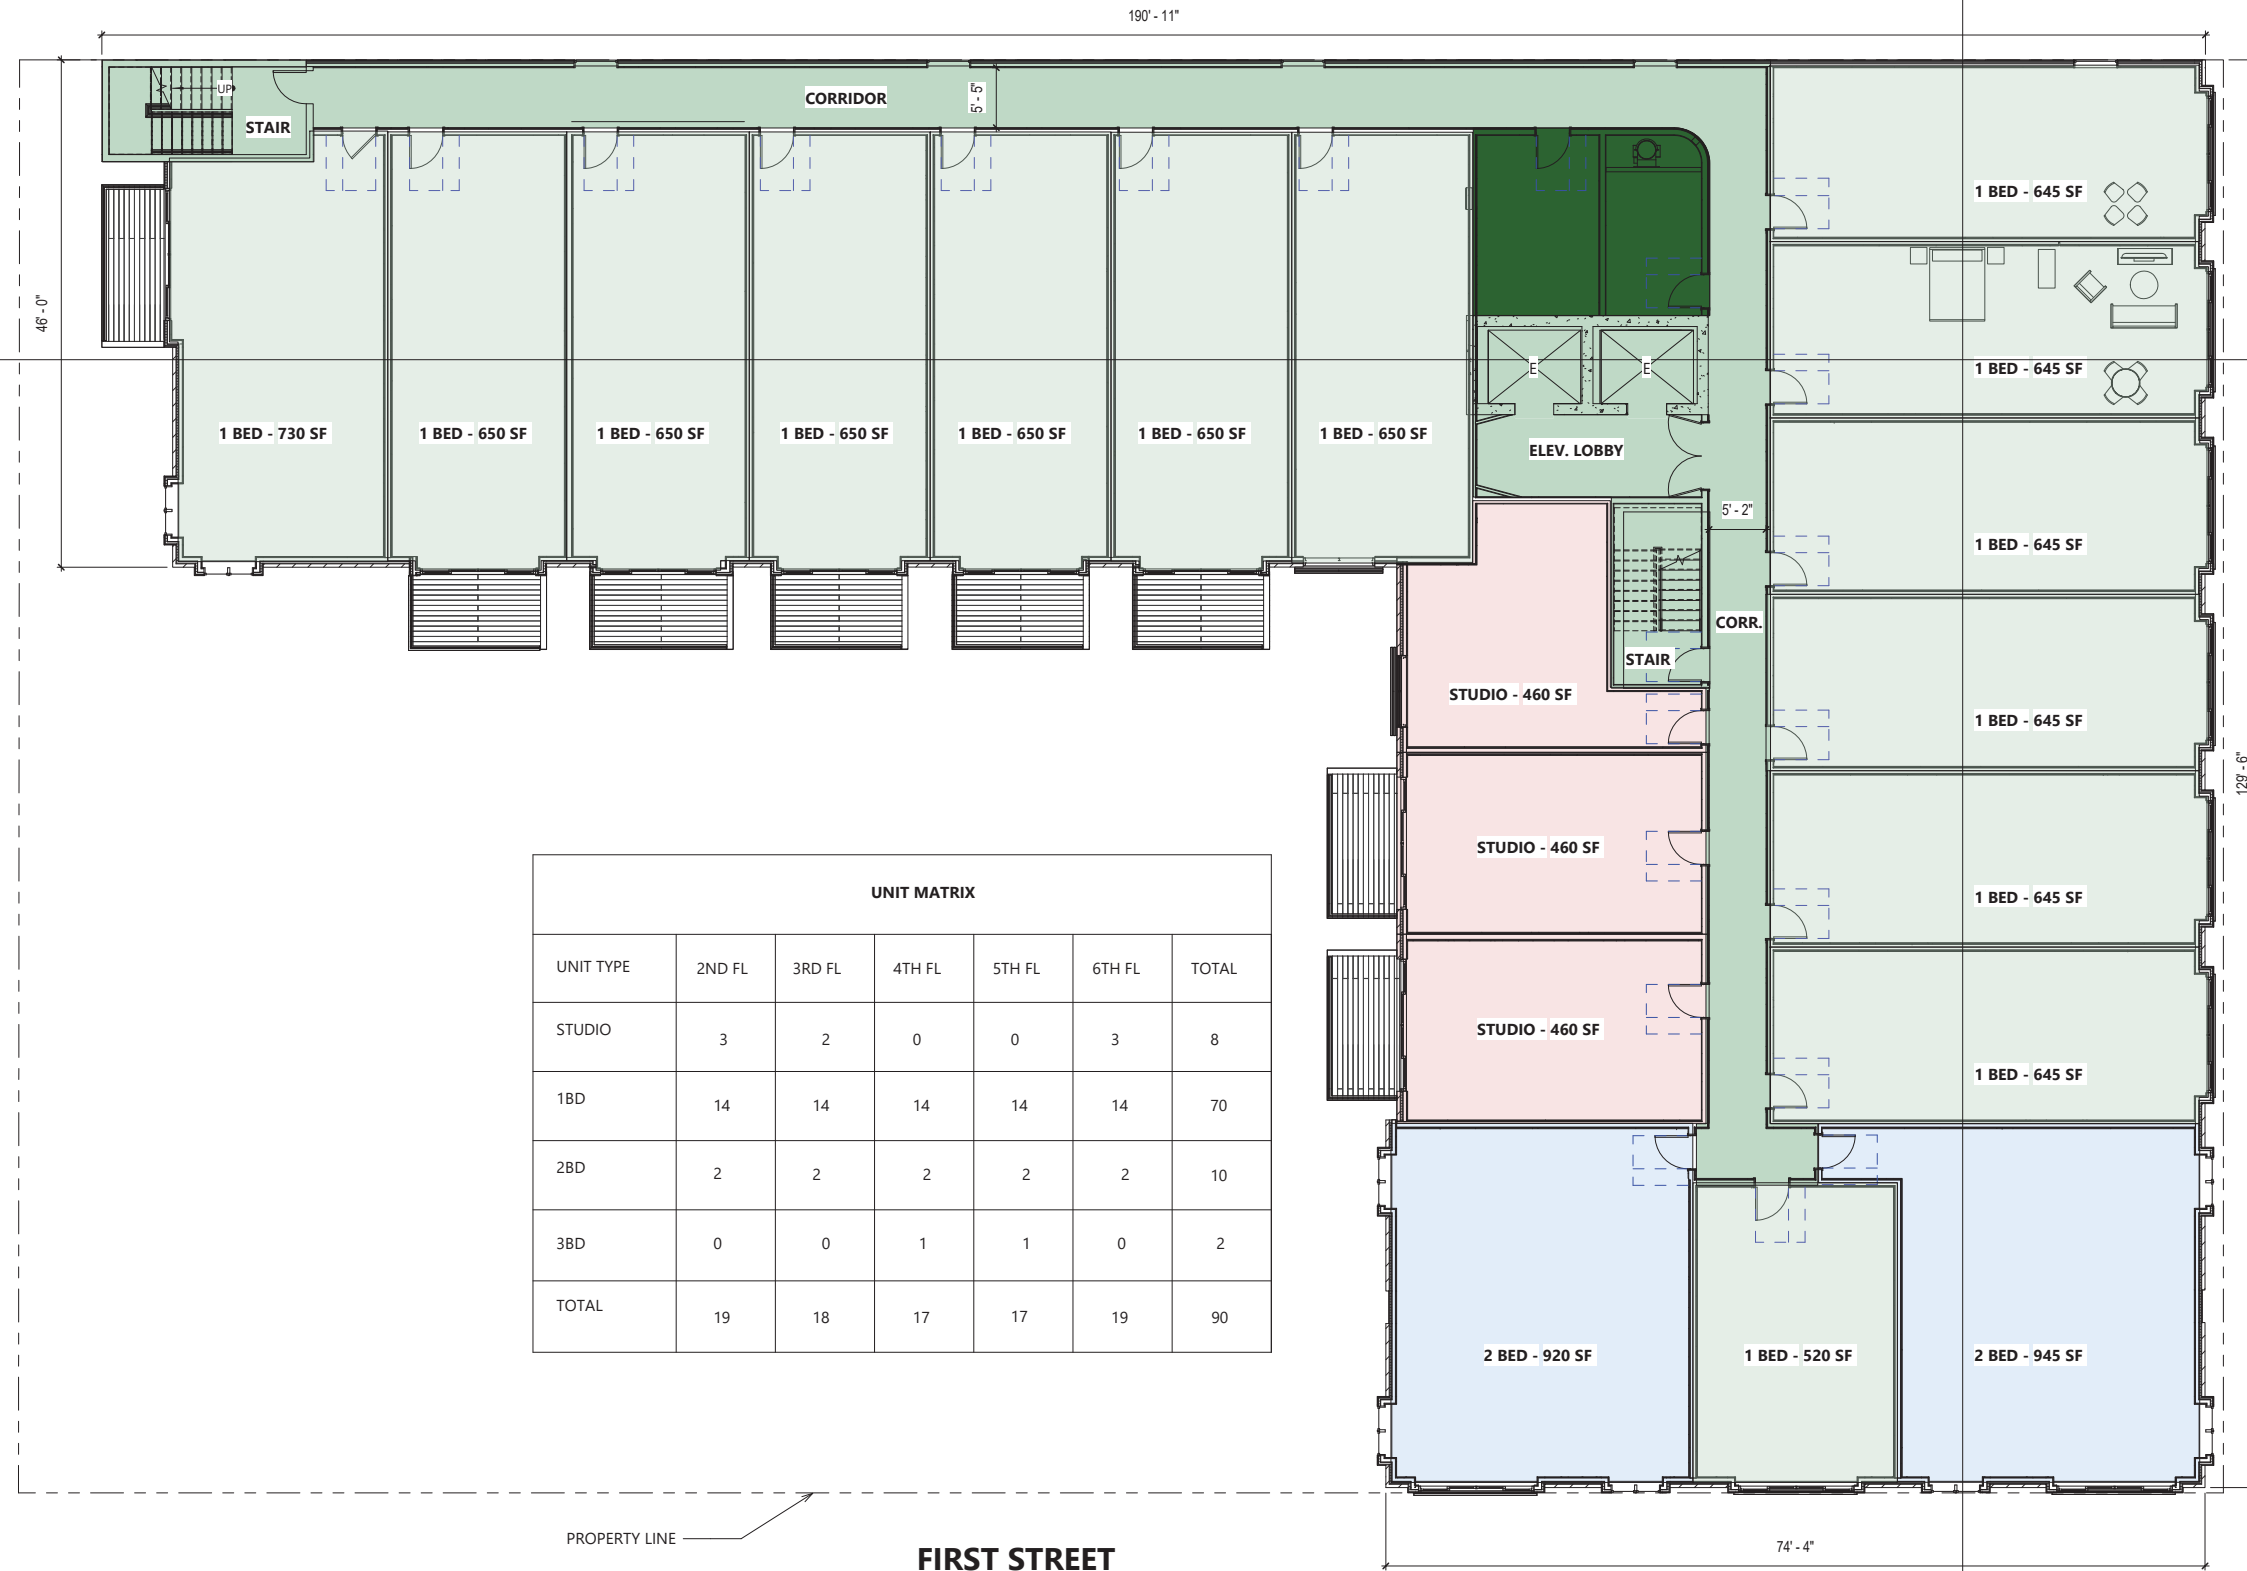 190' - 11"
UP
STAIR
CORRIDOR
5' - 5"
46' - 0"
1 BED - 730 SF
1 BED - 650 SF
1 BED - 650 SF
1 BED - 650 SF
1 BED - 650 SF
1 BED - 650 SF
1 BED - 650 SF
E
E
ELEV. LOBBY
5' - 2"
CORR.
STAIR
1 BED - 645 SF
1 BED - 645 SF
1 BED - 645 SF
1 BED - 645 SF
1 BED - 645 SF
1 BED - 645 SF
129' - 6"
STUDIO - 460 SF
STUDIO - 460 SF
STUDIO - 460 SF
2 BED - 920 SF
1 BED - 520 SF
2 BED - 945 SF
UNIT MATRIX
UNIT TYPE 2ND FL 3RD FL 4TH FL 5TH FL 6TH FL TOTAL
STUDIO 3 2 0 0 3 8
1BD 14 14 14 14 14 70
2BD 2 2 2 2 2 10
3BD 0 0 1 1 0 2
TOTAL 19 18 17 17 19 90
PROPERTY LINE
FIRST STREET
74' - 4"